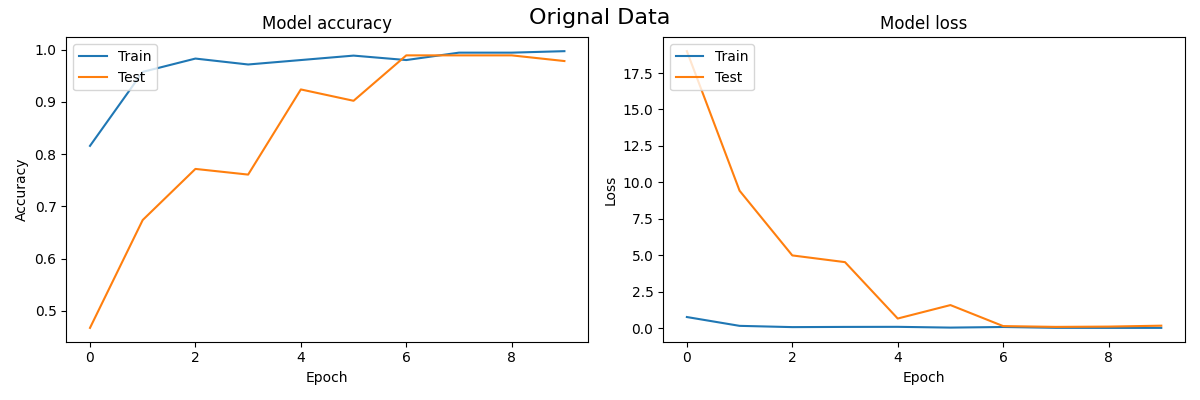 Orignal Data
Model accuracy
Train
Test
1.0
0.9
0.8
0.7
0.6
0.5
Accuracy
0 2 4 6 8
Epoch
Model loss
Train
Test
17.5
15.0
12.5
10.0
7.5
5.0
2.5
0.0
Loss
0 2 4 6 8
Epoch